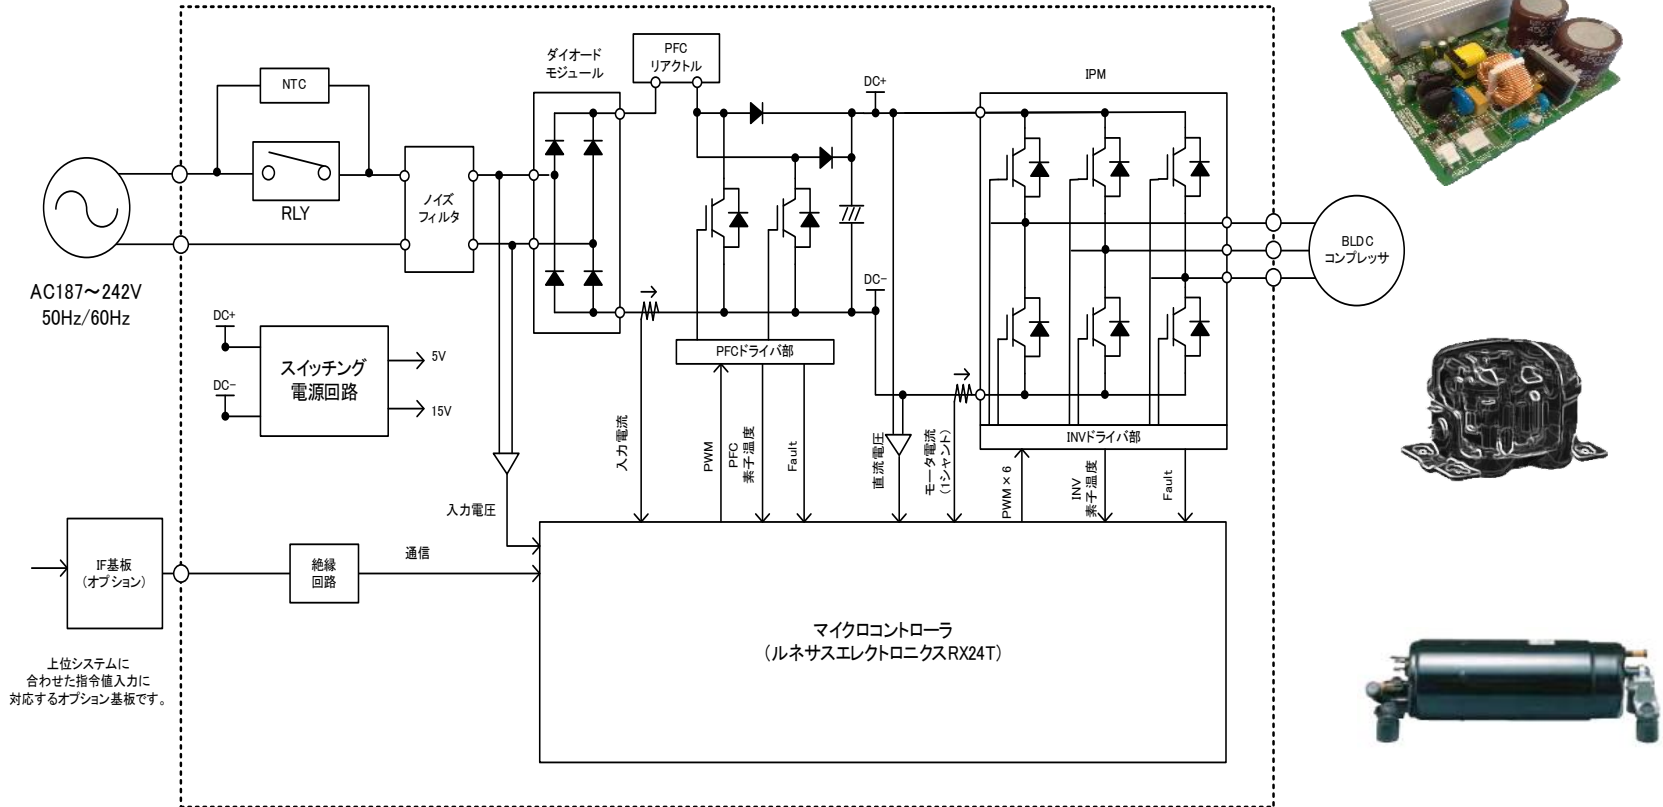 ダイオード
モジュール
PFC
リアクトル
NTC
RLY
ノイズ
フィルタ
DC+
IPM
BLDC
コンプレッサ
AC187～242V
50Hz/60Hz
DC+
DC-
スイッチング
電源回路
5V
15V
DC-
PFCドライバ部
INVドライバ部
入力電圧
入力電流
PWM
PFC
素子温度
Fault
直流電圧
モータ電流
(1シャント)
PWM×6
INV
素子温度
Fault
IF基板
(オプション)
絶縁
回路
通信
上位システムに
合わせた指令値入力に
対応するオプション基板です。
マイクロコントローラ
(ルネサスエレクトロニクスRX24T)